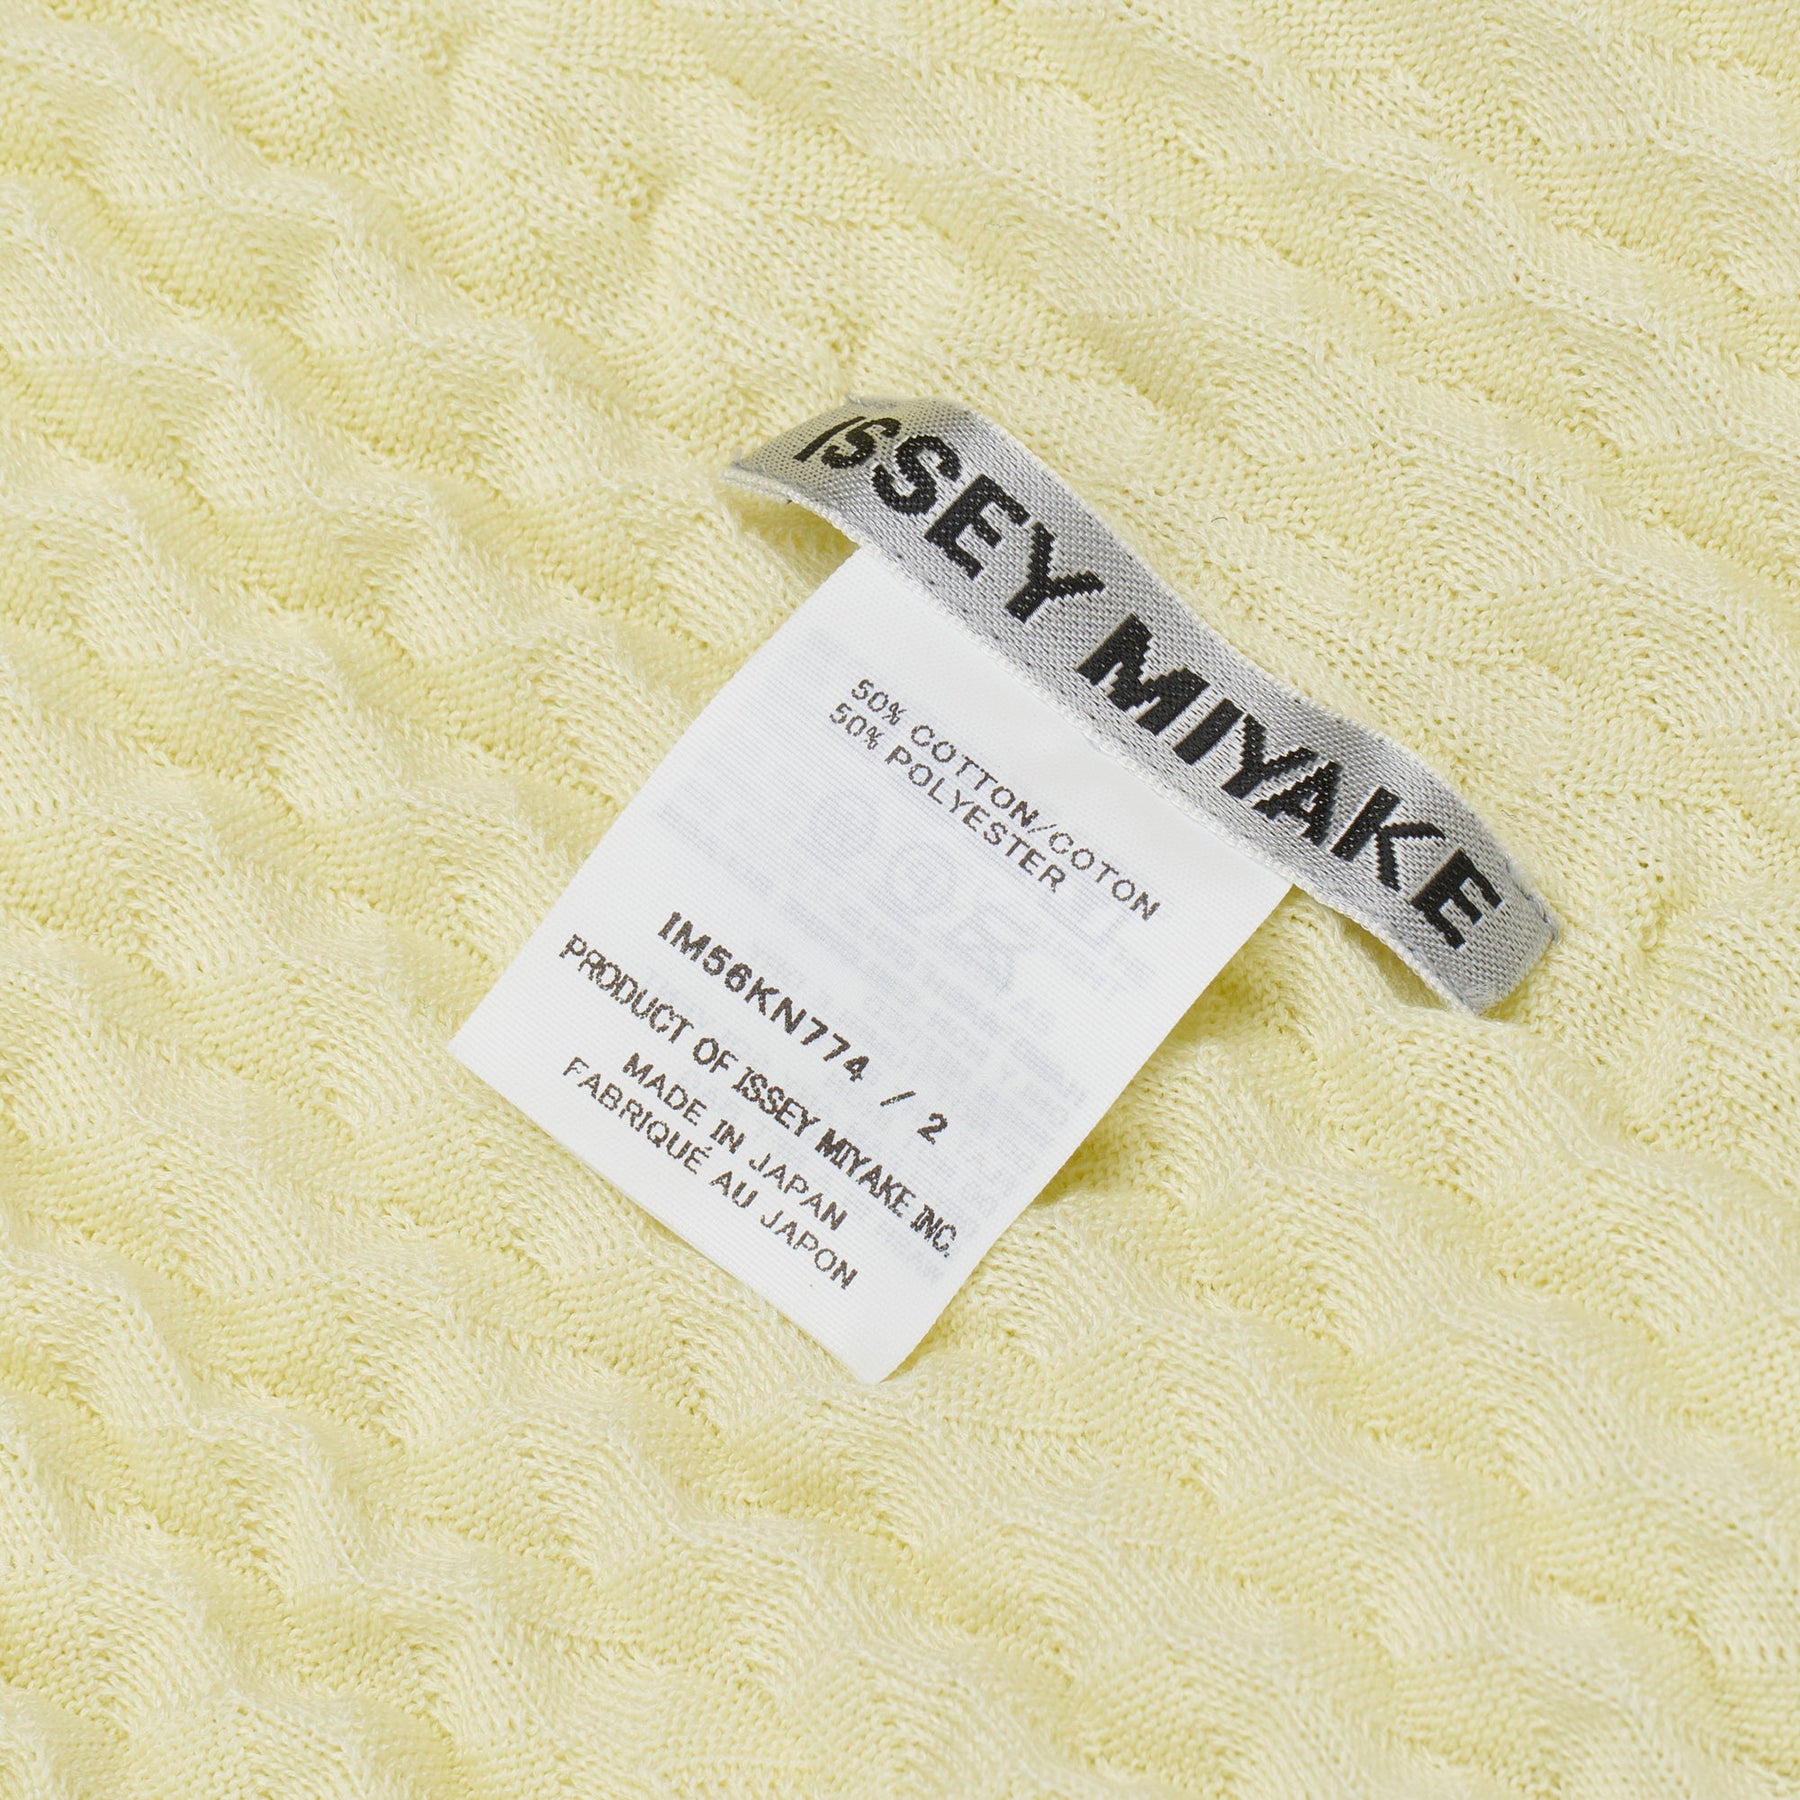 ISSEY MIYAKE
50% COTTON/COTON
50% POLYESTER
IM56KN774 / 2
PRODUCT OF ISSEY MIYAKE INC.
MADE IN JAPAN
FABRIQUÉ AU JAPON